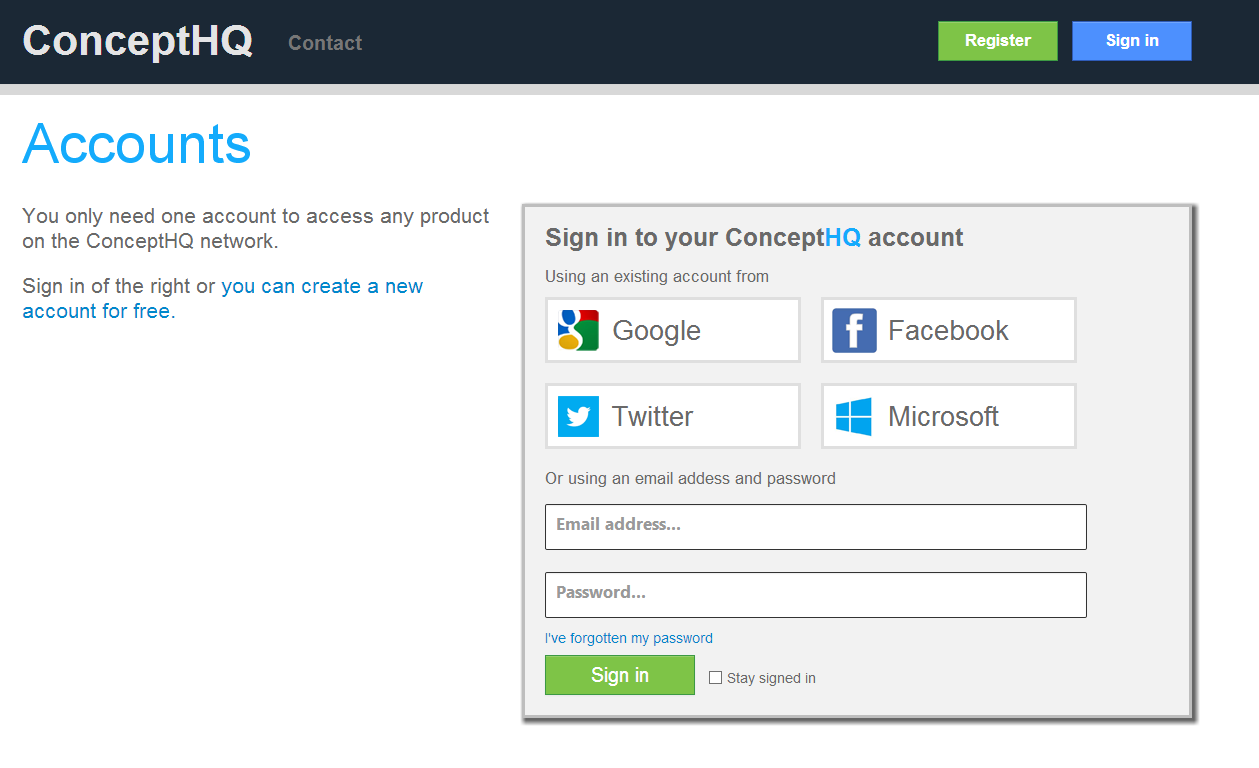 ConceptHQ Contact Register Sign in
Accounts
You only need one account to access any product
on the ConceptHQ network.
Sign in of the right or you can create a new
account for free.
Sign in to your ConceptHQ account
Using an existing account from
Google Facebook
Twitter Microsoft
Or using an email addess and password
Email address...
Password...
I've forgotten my password
Sign in Stay signed in